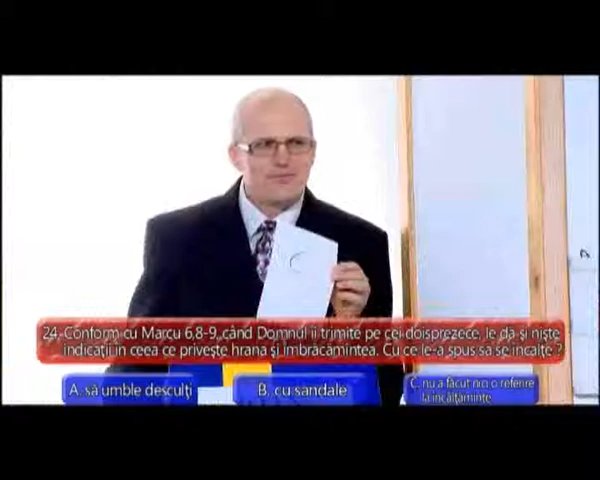 C
24. Conform cu Marcu 6,8-9, când Domnul îi trimite pe cei doisprezece, le dă și niște
indicații în ceea ce privește hrana și îmbrăcămintea. Cu ce le-a spus să se încalțe ?
A. să umble desculți
B. cu sandale
C. nu a făcut nici o referire
la încălțăminte